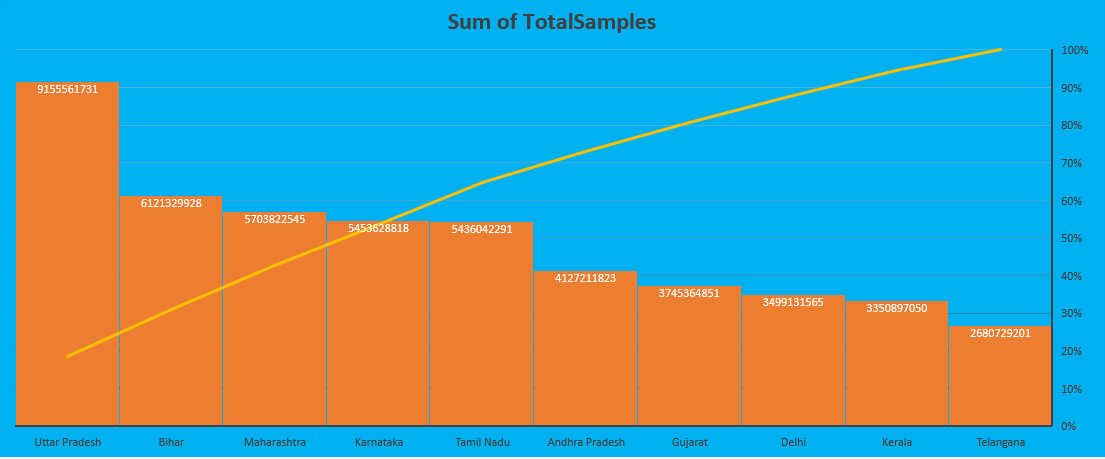 Sum of TotalSamples
100%
90%
80%
70%
60%
50%
40%
30%
20%
10%
0%
9155561731
6121329928
5703822545
5453628818
5436042291
4127211823
3745364851
3499131565
3350897050
2680729201
Uttar Pradesh
Bihar
Maharashtra
Karnataka
Tamil Nadu
Andhra Pradesh
Gujarat
Delhi
Kerala
Telangana